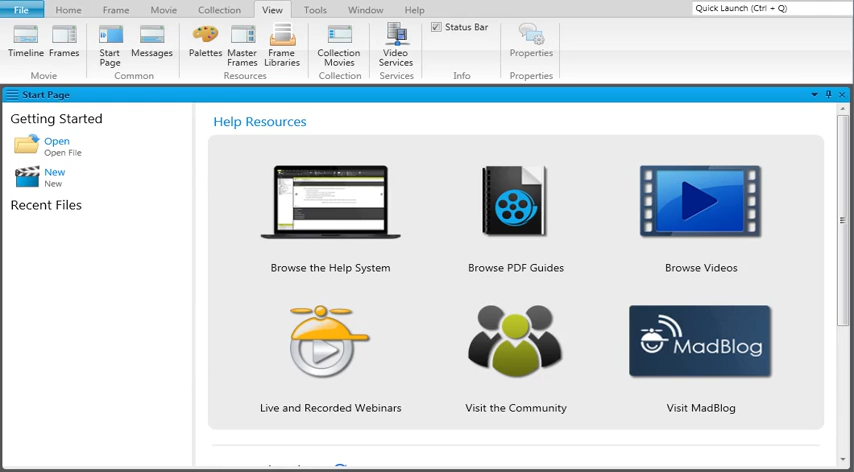 File Home Frame Movie Collection View Tools Window Help Quick Launch (Ctrl + Q)
Timeline Frames Start Page Messages Palettes Master Frames Frame Libraries Collection Movies Video Services Status Bar Properties
Movie Common Resources Collection Services Info Properties
Start Page
Getting Started
Open
Open File
New
New
Recent Files
Help Resources
Browse the Help System Browse PDF Guides Browse Videos
MadBlog
Live and Recorded Webinars Visit the Community Visit MadBlog